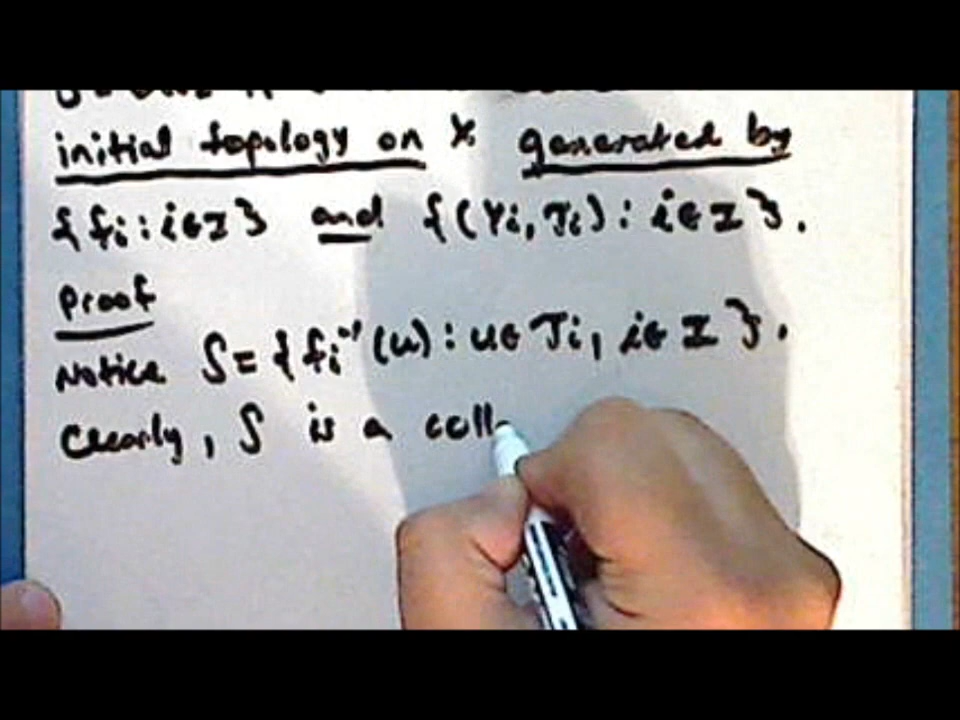 initial topology on X generated by
{fi : i∈I} and {(Yi, Ti) : i∈I}.
Proof
Notice S = {fi⁻¹(u) : u∈Ti, i∈I}.
Clearly, S is a coll